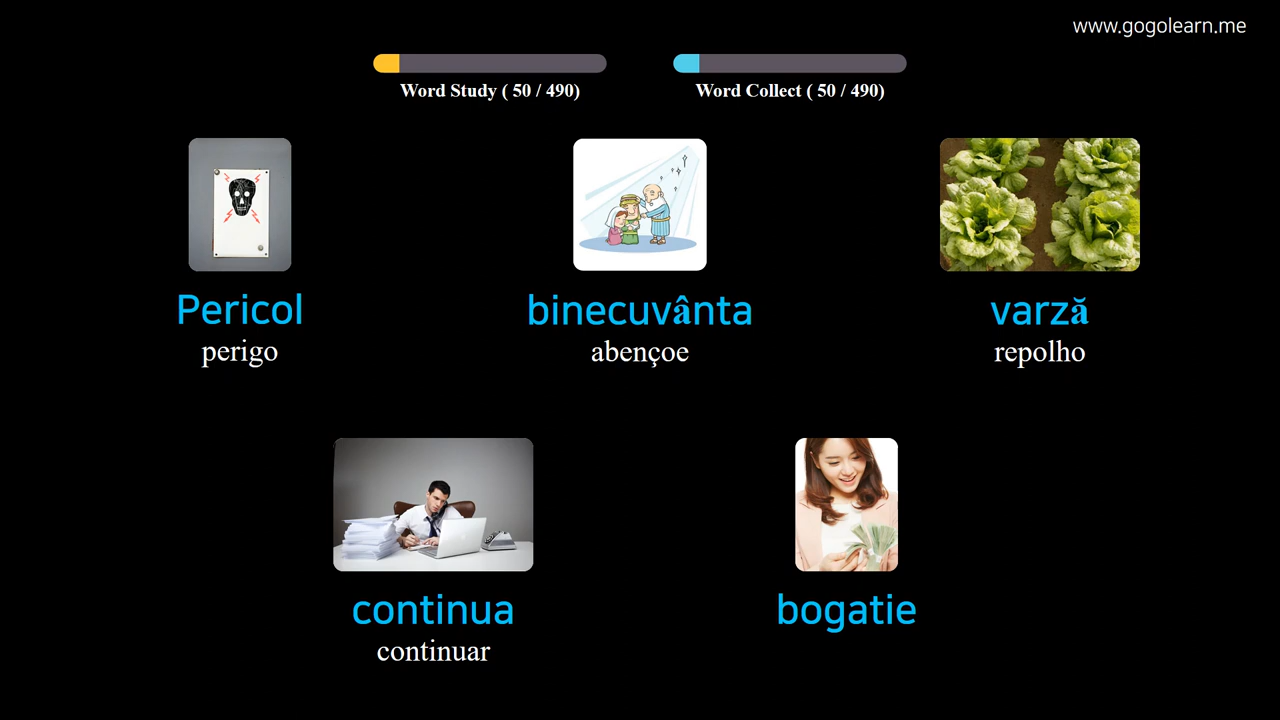 www.gogolearn.me
Word Study ( 50 / 490)
Word Collect ( 50 / 490)
Pericol
perigo
binecuvânta
abençoe
varză
repolho
continua
continuar
bogatie